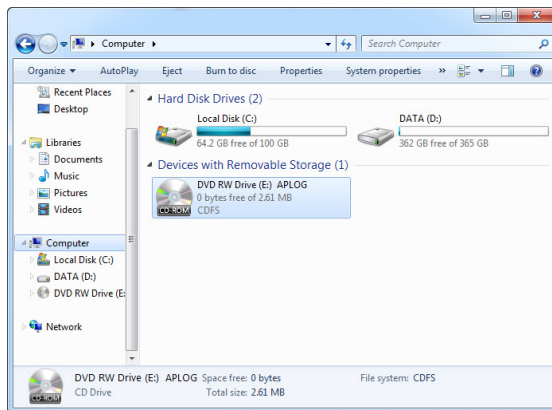 Computer
Search Computer
Organize AutoPlay Eject Burn to disc Properties System properties »
Recent Places
Desktop
Libraries
Documents
Music
Pictures
Videos
Computer
Local Disk (C:)
DATA (D:)
DVD RW Drive (E:
Network
Hard Disk Drives (2)
Local Disk (C:)
64.2 GB free of 100 GB
DATA (D:)
362 GB free of 365 GB
Devices with Removable Storage (1)
DVD RW Drive (E:) APLOG
0 bytes free of 2.61 MB
CDFS
CD-ROM
DVD RW Drive (E:) APLOG Space free: 0 bytes File system: CDFS
CD Drive Total size: 2.61 MB
CD-ROM